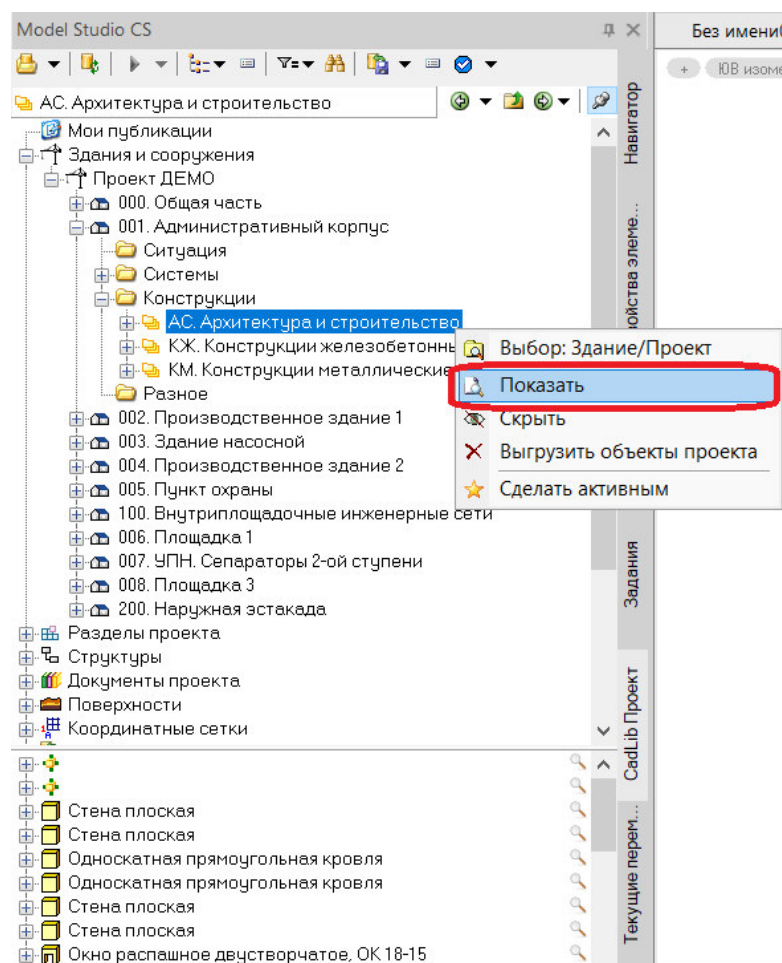 Model Studio CS
Без имени
ЮВ изоме
АС. Архитектура и строительство
Мои публикации
Здания и сооружения
Проект ДЕМО
000. Общая часть
001. Административный корпус
Ситуация
Системы
Конструкции
АС. Архитектура и строительство
КЖ. Конструкции железобетонны
КМ. Конструкции металлические
Разное
002. Производственное здание 1
003. Здание насосной
004. Производственное здание 2
005. Пункт охраны
100. Внутриплощадочные инженерные сети
006. Площадка 1
007. УПН. Сепараторы 2-ой ступени
008. Площадка 3
200. Наружная эстакада
Разделы проекта
Структуры
Документы проекта
Поверхности
Координатные сетки
Выбор: Здание/Проект
Показать
Скрыть
Выгрузить объекты проекта
Сделать активным
Стена плоская
Стена плоская
Односкатная прямоугольная кровля
Односкатная прямоугольная кровля
Стена плоская
Стена плоская
Окно распашное двустворчатое, ОК 18-15
Навигатор
ойства элеме...
Задания
CadLib Проект
Текущие перем...